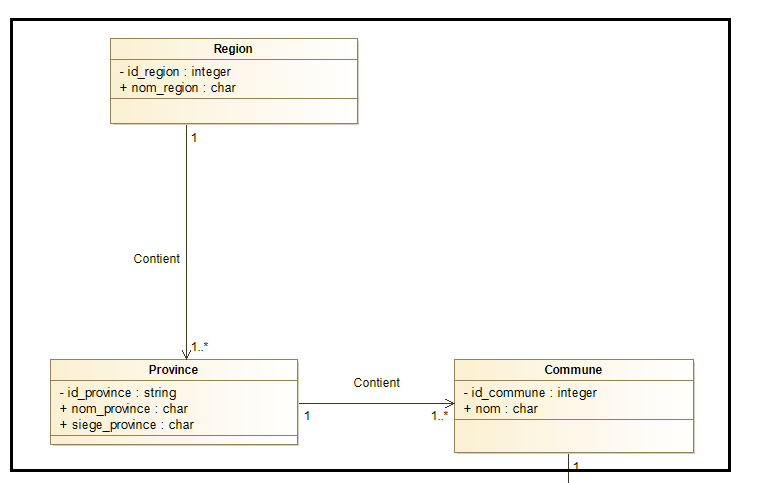 Region
- id_region : integer
+ nom_region : char
1
Contient
1..*
Province
- id_province : string
+ nom_province : char
+ siege_province : char
Contient
1
1..*
Commune
- id_commune : integer
+ nom : char
1